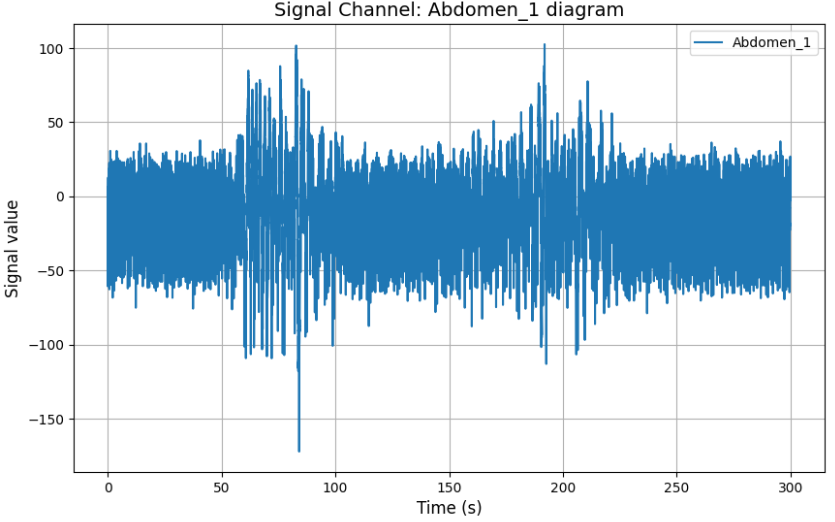 Signal Channel: Abdomen_1 diagram
Abdomen_1
100
50
0
−50
−100
−150
Signal value
0 50 100 150 200 250 300
Time (s)